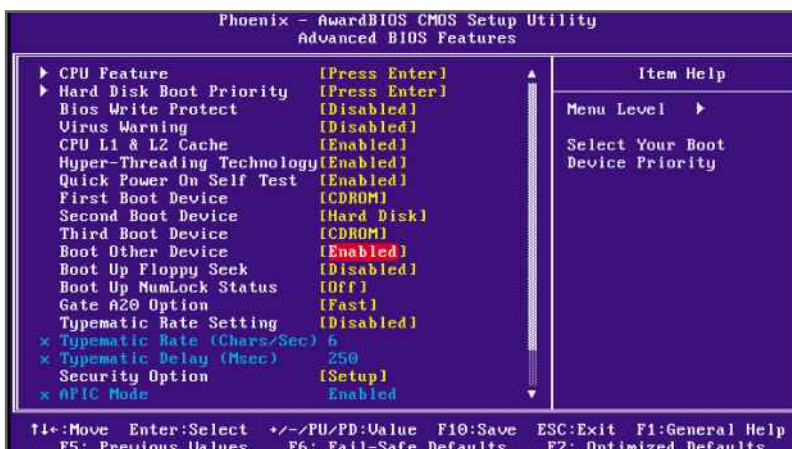 Phoenix - AwardBIOS CMOS Setup Utility
Advanced BIOS Features
▶ CPU Feature [Press Enter]
▶ Hard Disk Boot Priority [Press Enter]
Bios Write Protect [Disabled]
Virus Warning [Disabled]
CPU L1 & L2 Cache [Enabled]
Hyper-Threading Technology[Enabled]
Quick Power On Self Test [Enabled]
First Boot Device [CDROM]
Second Boot Device [Hard Disk]
Third Boot Device [CDROM]
Boot Other Device [Enabled]
Boot Up Floppy Seek [Disabled]
Boot Up NumLock Status [Off]
Gate A20 Option [Fast]
Typematic Rate Setting [Disabled]
x Typematic Rate (Chars/Sec) 6
x Typematic Delay (Msec) 250
Security Option [Setup]
x APIC Mode Enabled
Item Help
Menu Level ▶
Select Your Boot
Device Priority
↑↓←:Move Enter:Select +/-/PU/PD:Value F10:Save ESC:Exit F1:General Help
F5: Previous Values F6: Fail-Safe Defaults F7: Optimized Defaults